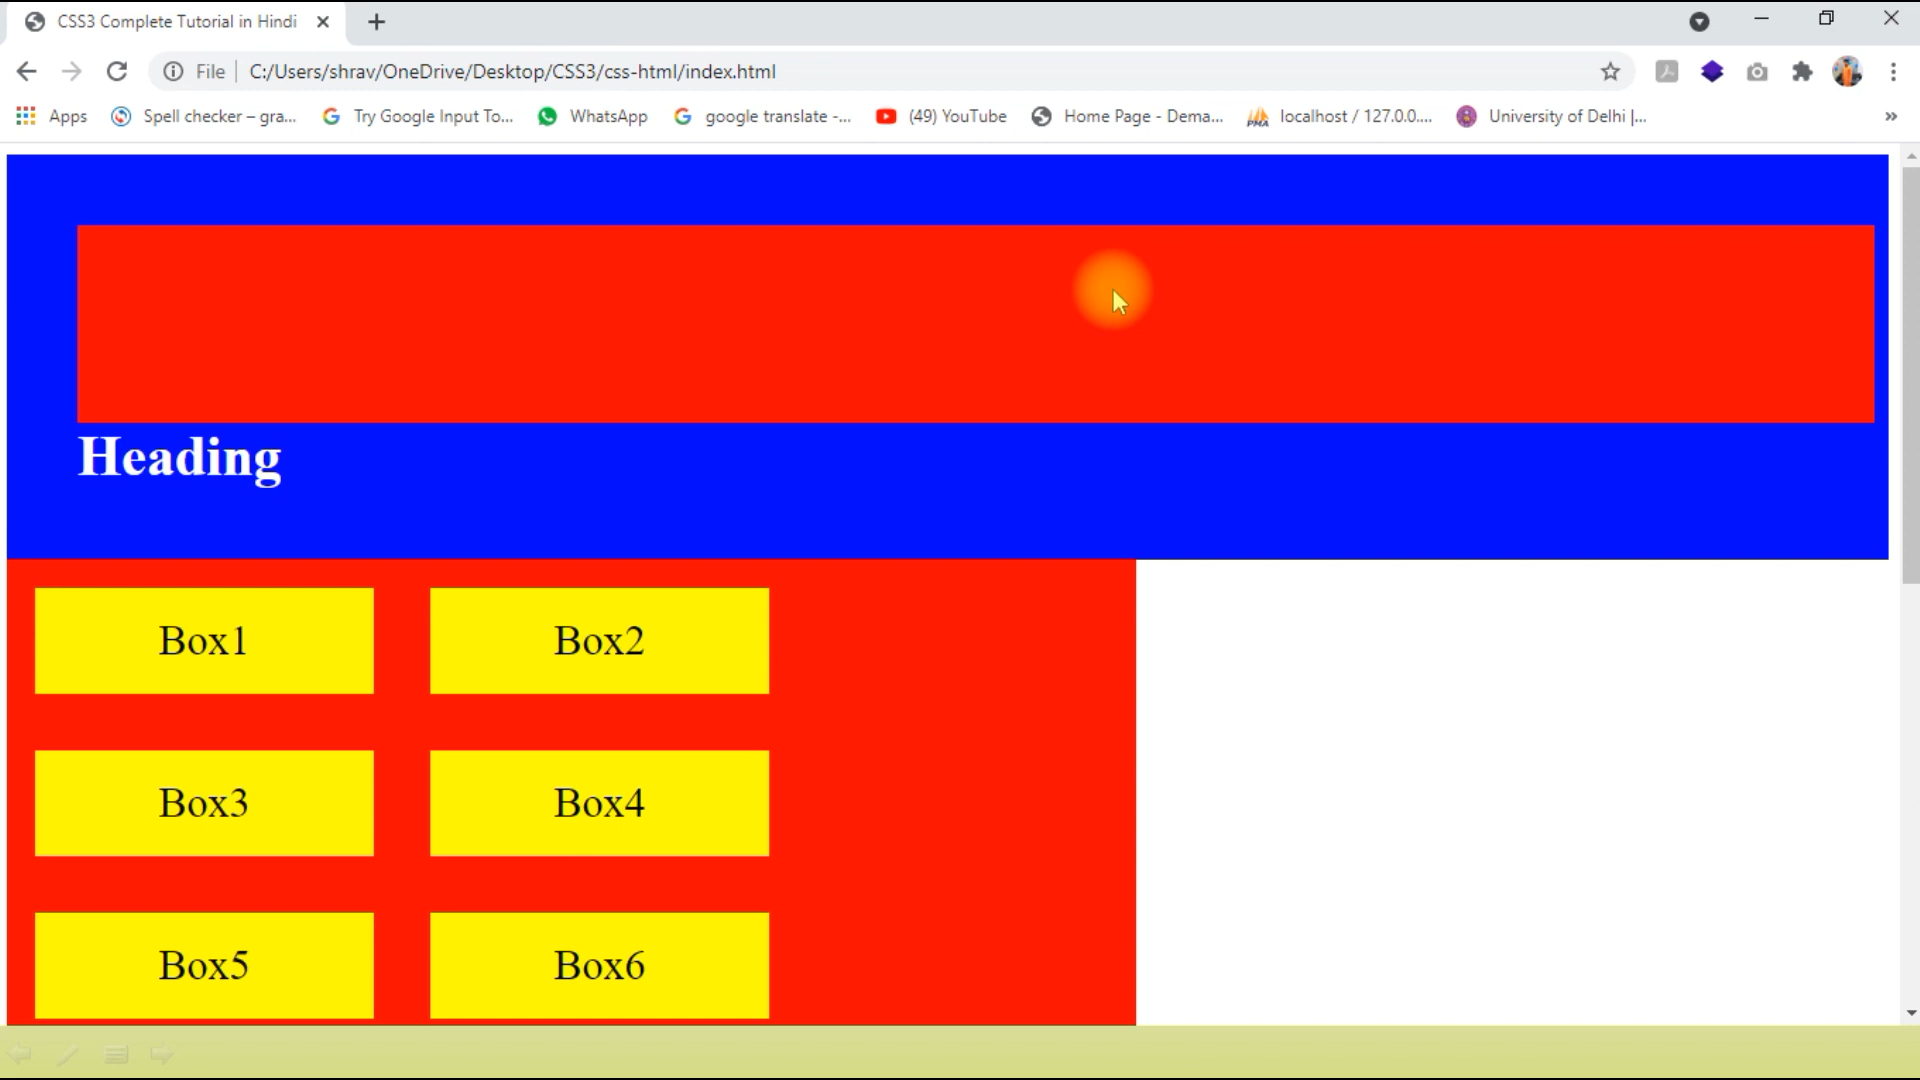 CSS3 Complete Tutorial in Hindi
File C:/Users/shrav/OneDrive/Desktop/CSS3/css-html/index.html
Apps Spell checker – gra... Try Google Input To... WhatsApp google translate -... (49) YouTube Home Page - Dema... PMA localhost / 127.0.0.... University of Delhi |... »
Heading
Box1 Box2
Box3 Box4
Box5 Box6